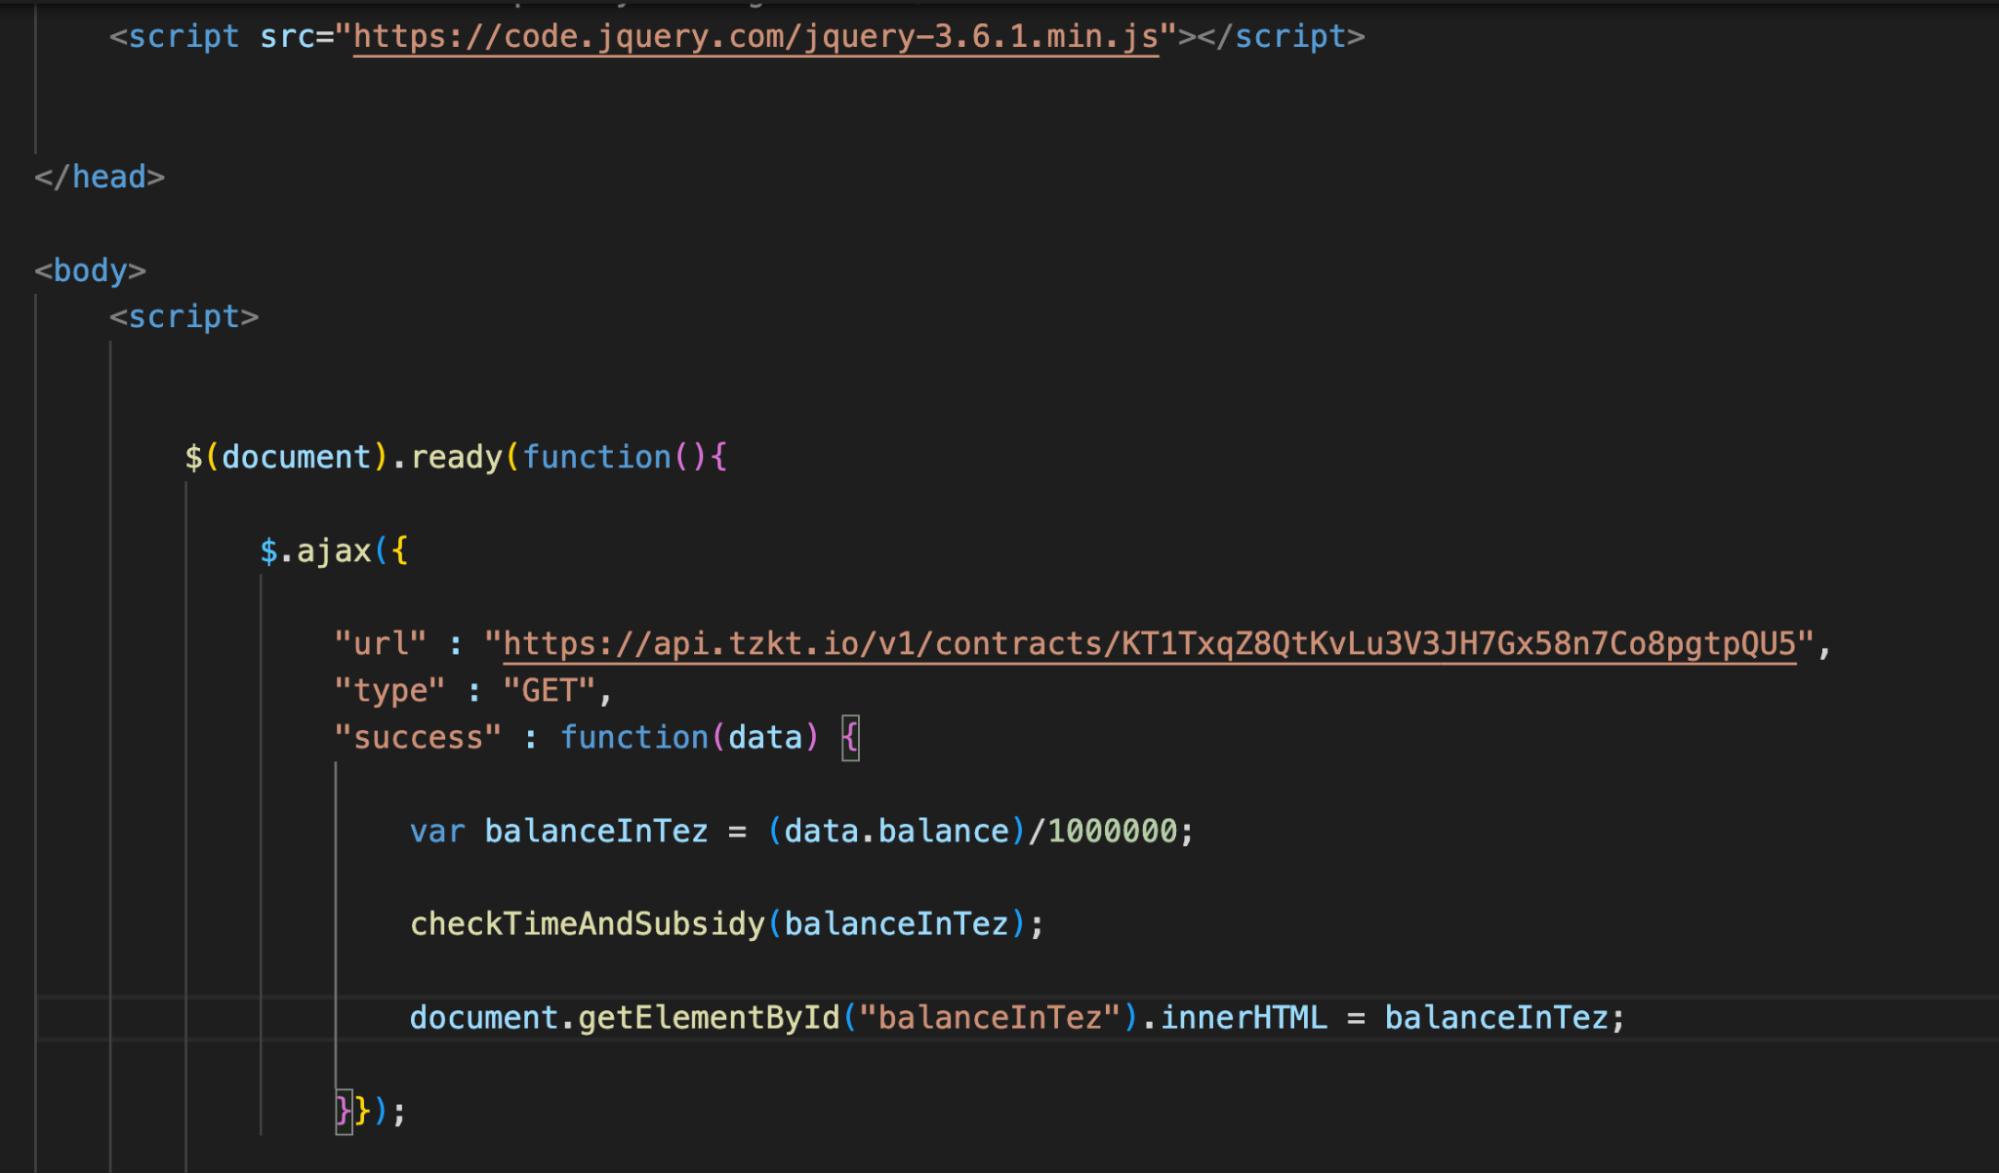 <script src="https://code.jquery.com/jquery-3.6.1.min.js"></script>
</head>
<body>
<script>
$(document).ready(function(){
$.ajax({
"url" : "https://api.tzkt.io/v1/contracts/KT1TxqZ8QtKvLu3V3JH7Gx58n7Co8pgtpQU5",
"type" : "GET",
"success" : function(data) {
var balanceInTez = (data.balance)/1000000;
checkTimeAndSubsidy(balanceInTez);
document.getElementById("balanceInTez").innerHTML = balanceInTez;
}});